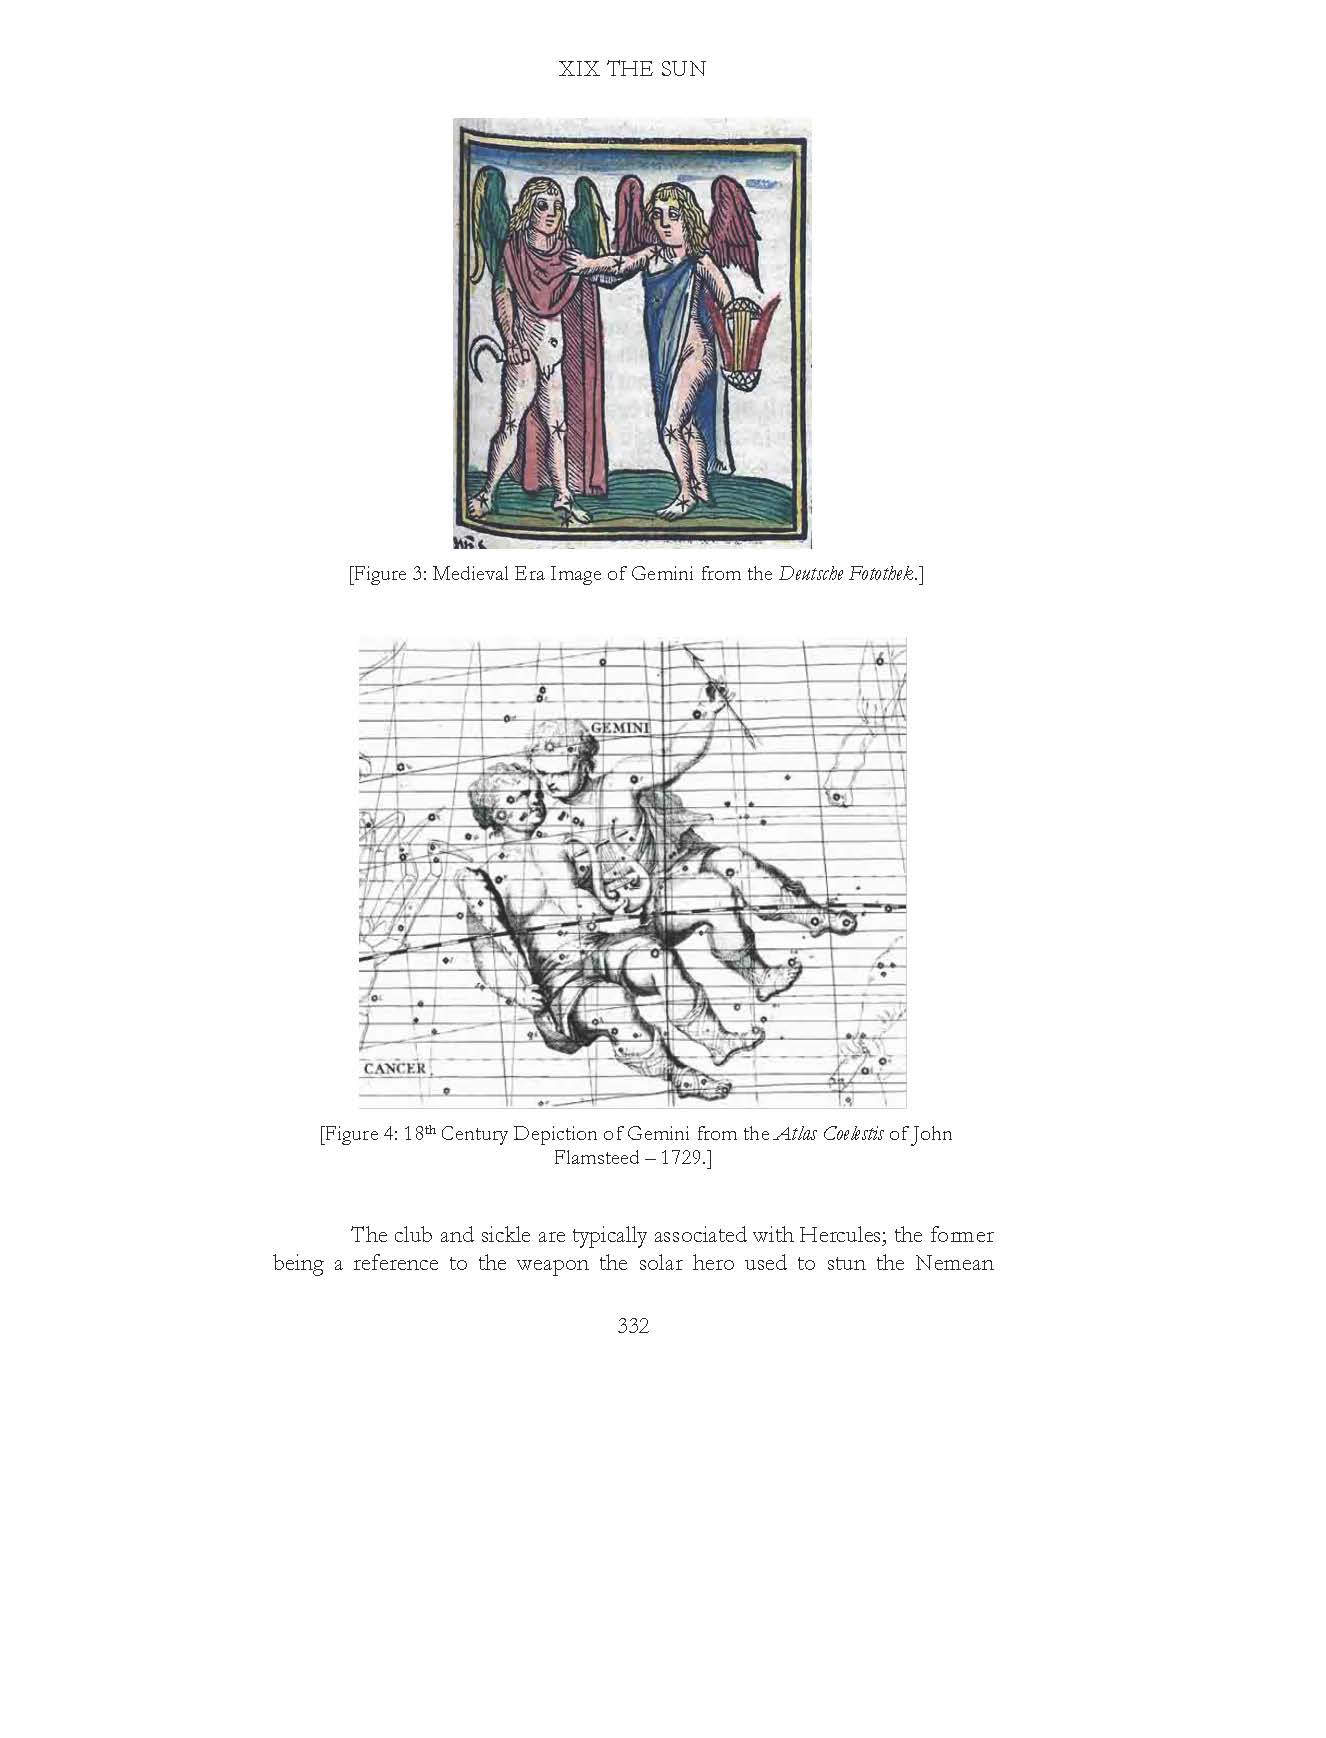 XIX THE SUN
[Figure 3: Medieval Era Image of Gemini from the Deutsche Fotothek.]
GEMINI
6
CANCER
[Figure 4: 18th Century Depiction of Gemini from the Atlas Coelestis of John
Flamsteed – 1729.]
The club and sickle are typically associated with Hercules; the former
being a reference to the weapon the solar hero used to stun the Nemean
332